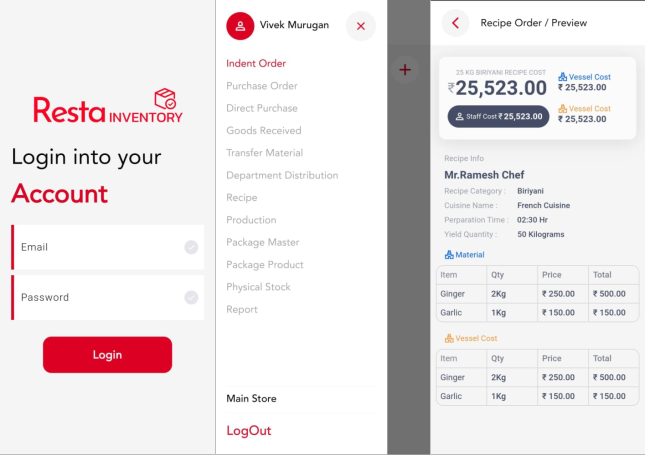 Resta INVENTORY
Login into your
Account
Email
Password
Login
Vivek Murugan
Indent Order
Purchase Order
Direct Purchase
Goods Received
Transfer Material
Department Distribution
Recipe
Production
Package Master
Package Product
Physical Stock
Report
Main Store
LogOut
Recipe Order / Preview
25 KG BIRIYANI RECIPE COST
₹25,523.00
Staff Cost ₹ 25,523.00
Vessel Cost
₹ 25,523.00
Vessel Cost
₹ 25,523.00
Recipe Info
Mr.Ramesh Chef
Recipe Category : Biriyani
Cuisine Name : French Cuisine
Perparation Time : 02:30 Hr
Yield Quantity : 50 Kilograms
Material
Item Qty Price Total
Ginger 2Kg ₹ 250.00 ₹ 500.00
Garlic 1Kg ₹ 150.00 ₹ 150.00
Vessel Cost
Item Qty Price Total
Ginger 2Kg ₹ 250.00 ₹ 500.00
Garlic 1Kg ₹ 150.00 ₹ 150.00